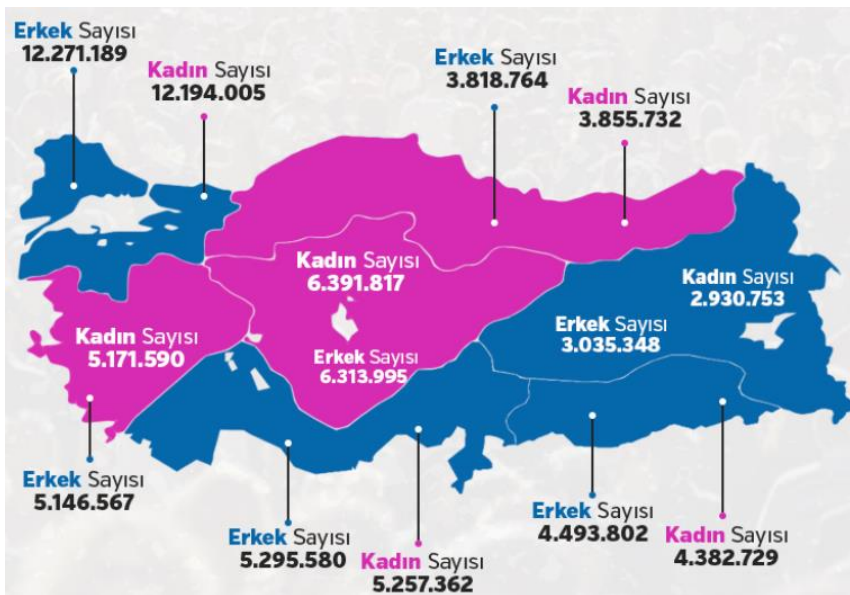 Erkek Sayısı
12.271.189
Kadın Sayısı
12.194.005
Erkek Sayısı
3.818.764
Kadın Sayısı
3.855.732
Kadın Sayısı
6.391.817
Erkek Sayısı
6.313.995
Kadın Sayısı
2.930.753
Erkek Sayısı
3.035.348
Kadın Sayısı
5.171.590
Erkek Sayısı
5.146.567
Erkek Sayısı
5.295.580
Kadın Sayısı
5.257.362
Erkek Sayısı
4.493.802
Kadın Sayısı
4.382.729